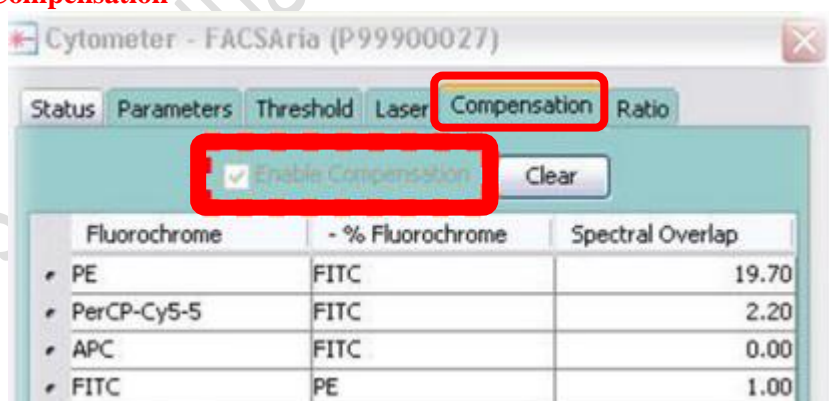 Compensation
Cytometer - FACSAria (P99900027)
Status Parameters Threshold Laser Compensation Ratio
Enable Compensation Clear
Fluorochrome - % Fluorochrome Spectral Overlap
PE FITC 19.70
PerCP-Cy5-5 FITC 2.20
APC FITC 0.00
FITC PE 1.00